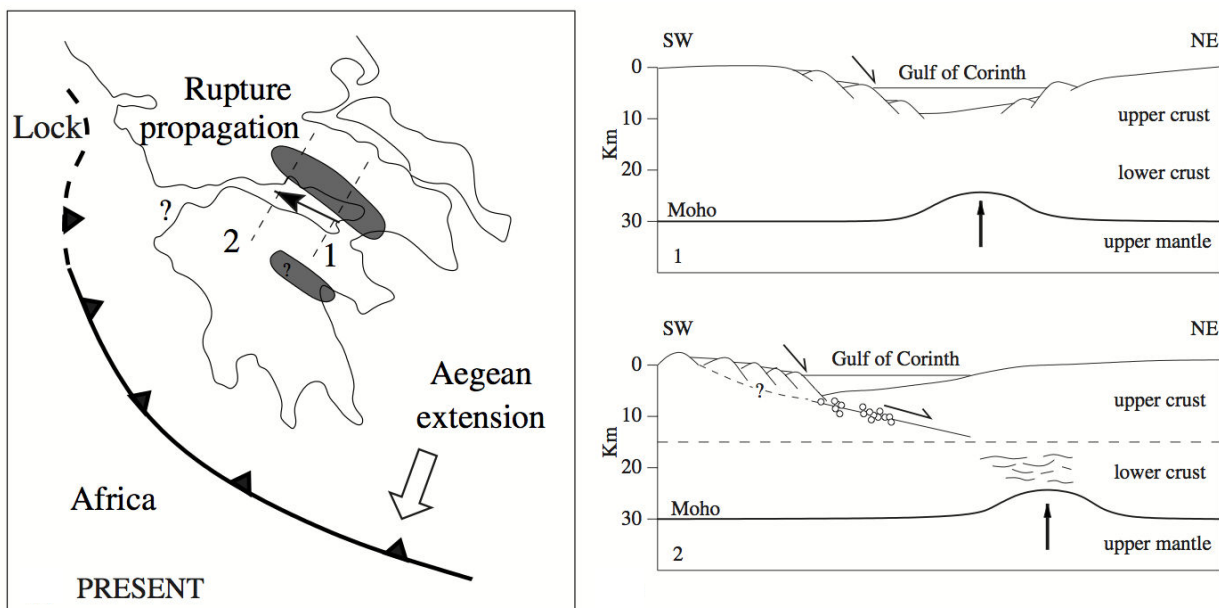 Rupture
propagation
Lock
?
2
1
?
Aegean
extension
Africa
PRESENT
SW
NE
0
Gulf of Corinth
upper crust
10
Km
20
lower crust
Moho
30
upper mantle
1
SW
NE
0
Gulf of Corinth
?
upper crust
10
Km
20
lower crust
Moho
30
upper mantle
2